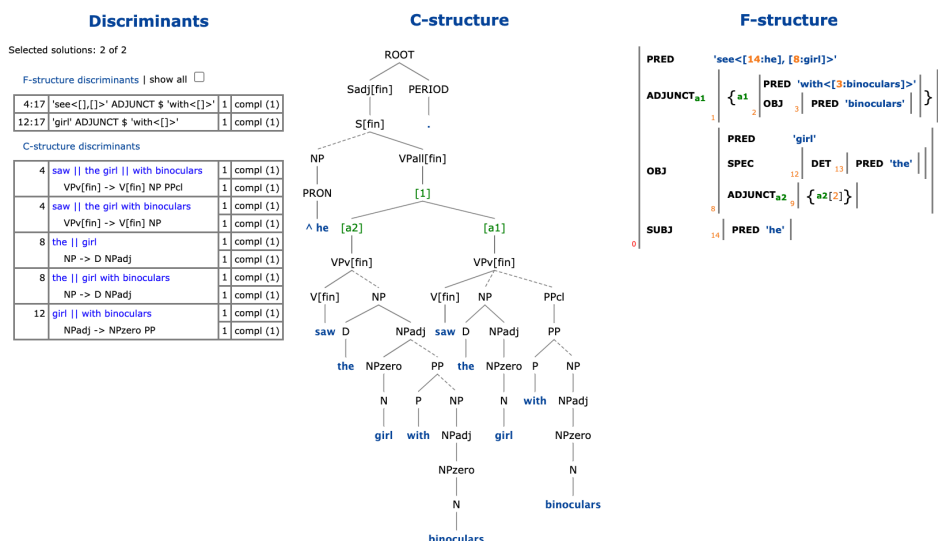 Discriminants
Selected solutions: 2 of 2
F-structure discriminants | show all
4:17 'see<[],[]>' ADJUNCT $ 'with<[]>' 1 compl (1)
12:17 'girl' ADJUNCT $ 'with<[]>' 1 compl (1)
C-structure discriminants
4 saw || the girl || with binoculars 1 compl (1)
VPv[fin] -> V[fin] NP PPcl 1 compl (1)
4 saw || the girl with binoculars 1 compl (1)
VPv[fin] -> V[fin] NP 1 compl (1)
8 the || girl 1 compl (1)
NP -> D NPadj 1 compl (1)
8 the || girl with binoculars 1 compl (1)
NP -> D NPadj 1 compl (1)
12 girl || with binoculars 1 compl (1)
NPadj -> NPzero PP 1 compl (1)
C-structure
ROOT
Sadj[fin] PERIOD
S[fin] .
NP VPall[fin]
PRON [1]
^ he [a2] [a1]
VPv[fin] VPv[fin]
V[fin] NP V[fin] NP PPcl
saw D NPadj saw D NPadj PP
the NPzero PP the NPzero P NP
N P NP N with NPadj
girl with NPadj girl NPzero
NPzero N
N binoculars
binoculars
F-structure
PRED 'see<[14:he], [8:girl]>'
PRED 'with<[3:binoculars]>'
ADJUNCTa1 1 { a1 2 OBJ 3 PRED 'binoculars' }
PRED 'girl'
OBJ 8 SPEC 12 DET 13 PRED 'the'
ADJUNCTa2 9 { a2[2] }
0 SUBJ 14 PRED 'he'